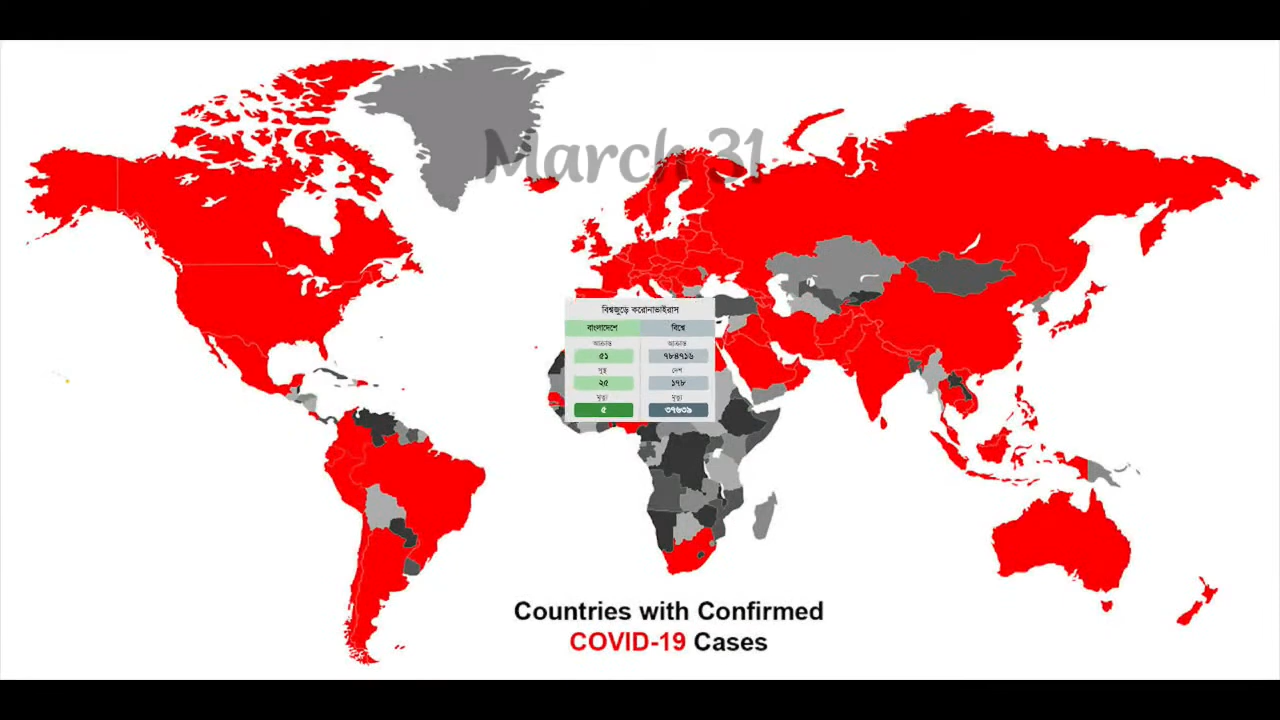 March 31
বিশ্বজুড়ে করোনাভাইরাস
বাংলাদেশে বিশ্বে
আক্রান্ত আক্রান্ত
৫১ ৭৮৪৭১৬
সুস্থ দেশ
২৫ ১৭৮
মৃত্যু মৃত্যু
৫ ৩৭৬৩৯
Countries with Confirmed
COVID-19 Cases